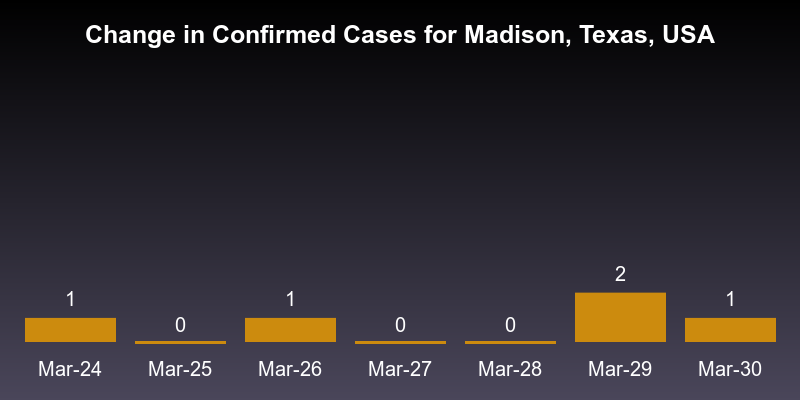 Change in Confirmed Cases for Madison, Texas, USA
1 0 1 0 0 2 1
Mar-24 Mar-25 Mar-26 Mar-27 Mar-28 Mar-29 Mar-30